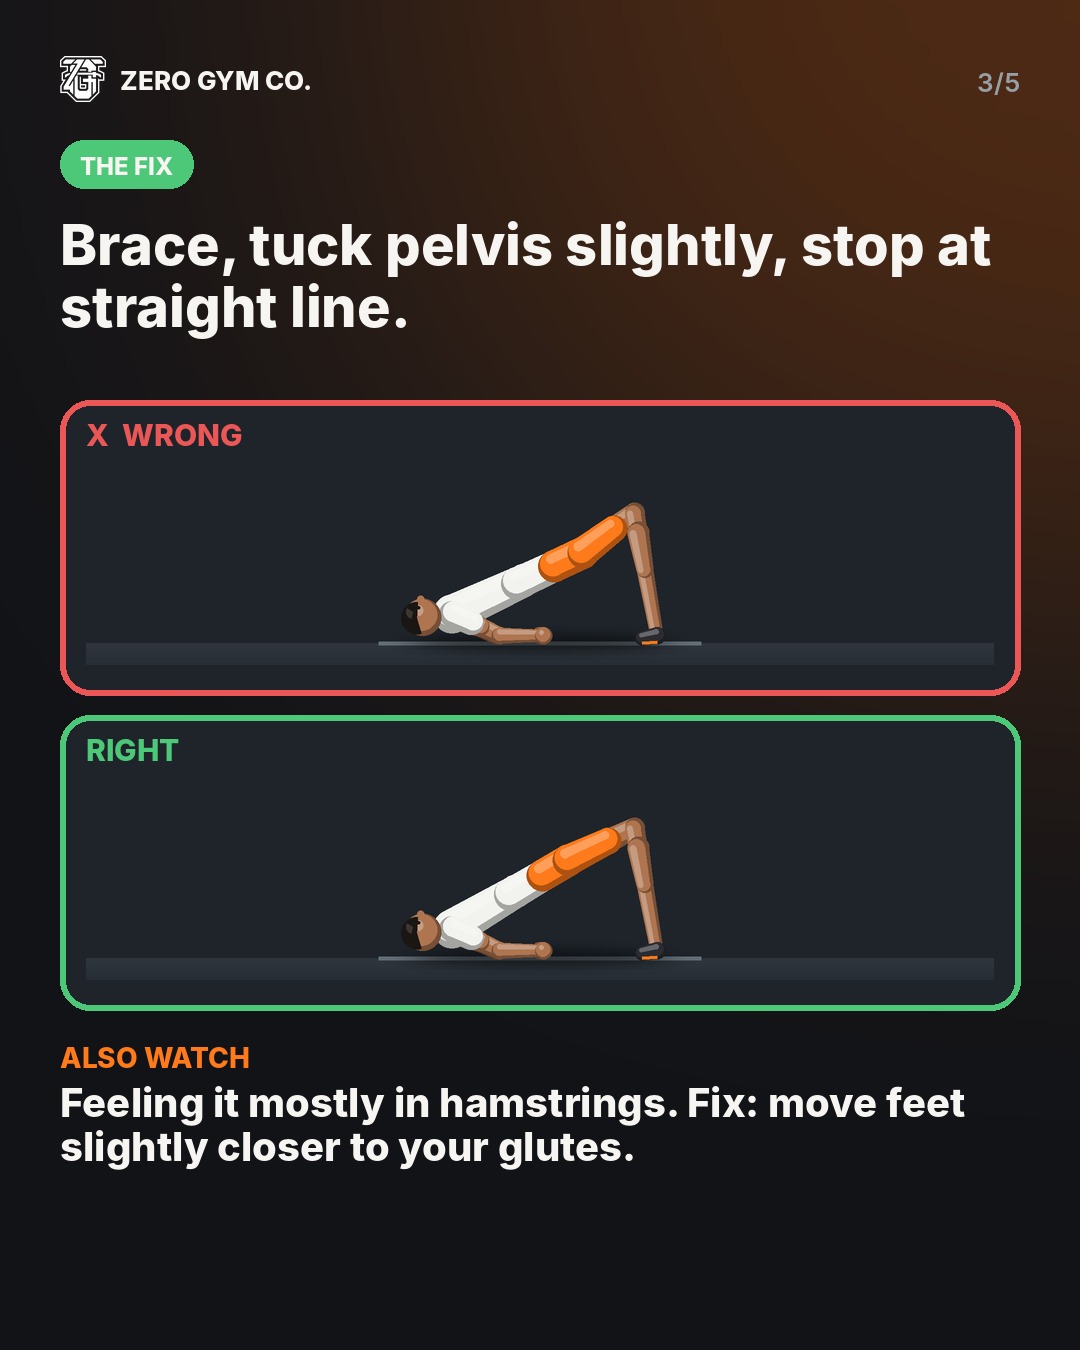 ZERO GYM CO.
3/5
THE FIX
Brace, tuck pelvis slightly, stop at
straight line.
X WRONG
RIGHT
ALSO WATCH
Feeling it mostly in hamstrings. Fix: move feet
slightly closer to your glutes.